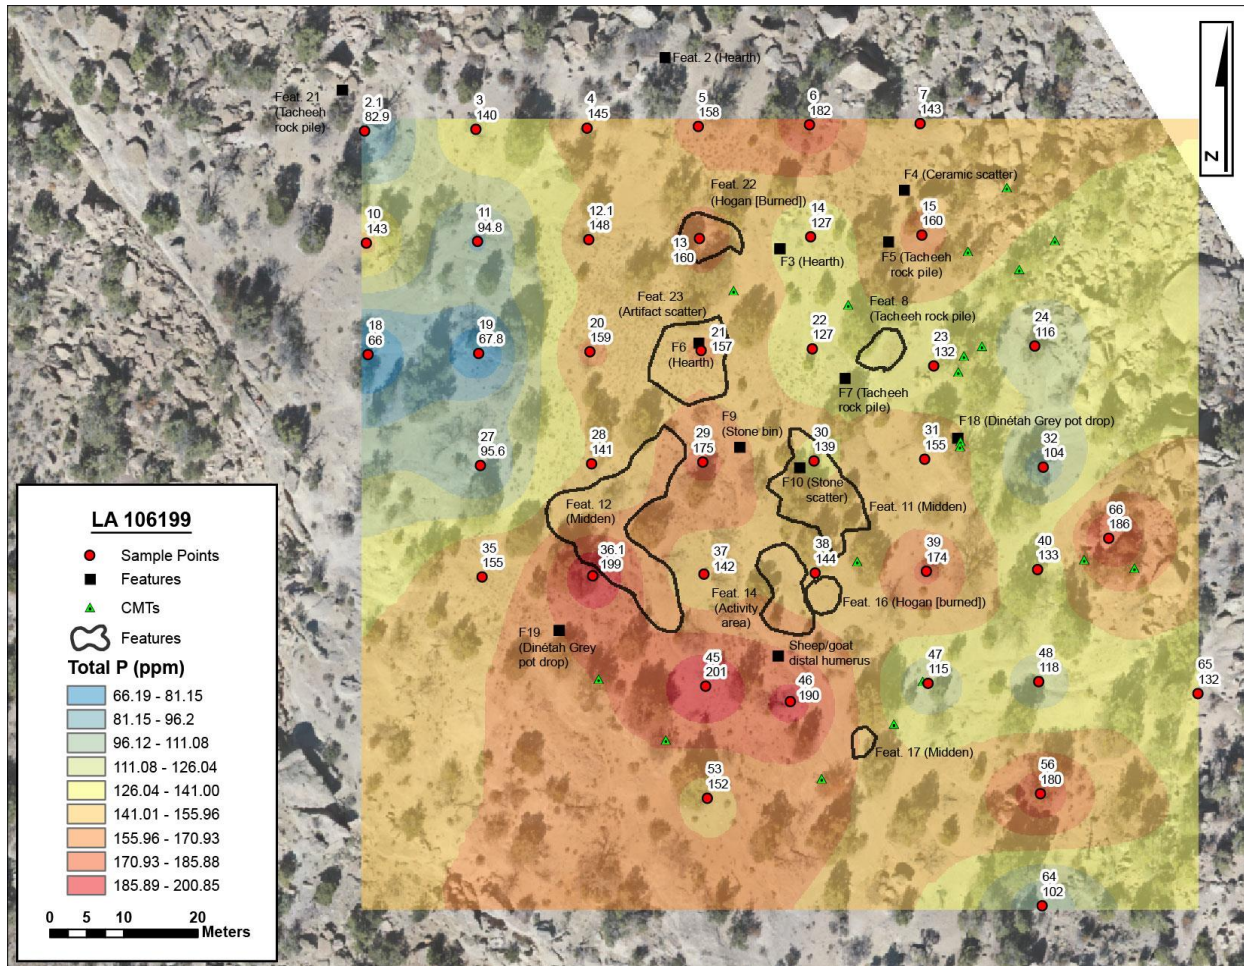 Feat. 2 (Hearth)
Feat. 21
(Tacheeh
rock pile)
2.1
82.9
3
140
4
145
5
158
6
182
7
143
N
F4 (Ceramic scatter)
Feat. 22
(Hogan [Burned])
10
143
11
94.8
12.1
148
13
160
14
127
15
160
F3 (Hearth)
F5 (Tacheeh
rock pile)
Feat. 23
(Artifact scatter)
Feat. 8
(Tacheeh rock pile)
18
66
19
67.8
20
159
21
157
F6
(Hearth)
22
127
23
132
24
116
F7 (Tacheeh
rock pile)
F9
(Stone bin)
F18 (Dinétah Grey pot drop)
27
95.6
28
141
29
175
30
139
31
155
32
104
F10 (Stone
scatter)
Feat. 12
(Midden)
Feat. 11 (Midden)
66
186
35
155
36.1
199
37
142
38
144
39
174
40
133
Feat. 14
(Activity
area)
Feat. 16 (Hogan [burned])
F19
(Dinétah Grey
pot drop)
Sheep/goat
distal humerus
45
201
46
190
47
115
48
118
65
132
Feat. 17 (Midden)
53
152
56
180
64
102
LA 106199
Sample Points
Features
CMTs
Features
Total P (ppm)
66.19 - 81.15
81.15 - 96.2
96.12 - 111.08
111.08 - 126.04
126.04 - 141.00
141.01 - 155.96
155.96 - 170.93
170.93 - 185.88
185.89 - 200.85
0 5 10 20
Meters